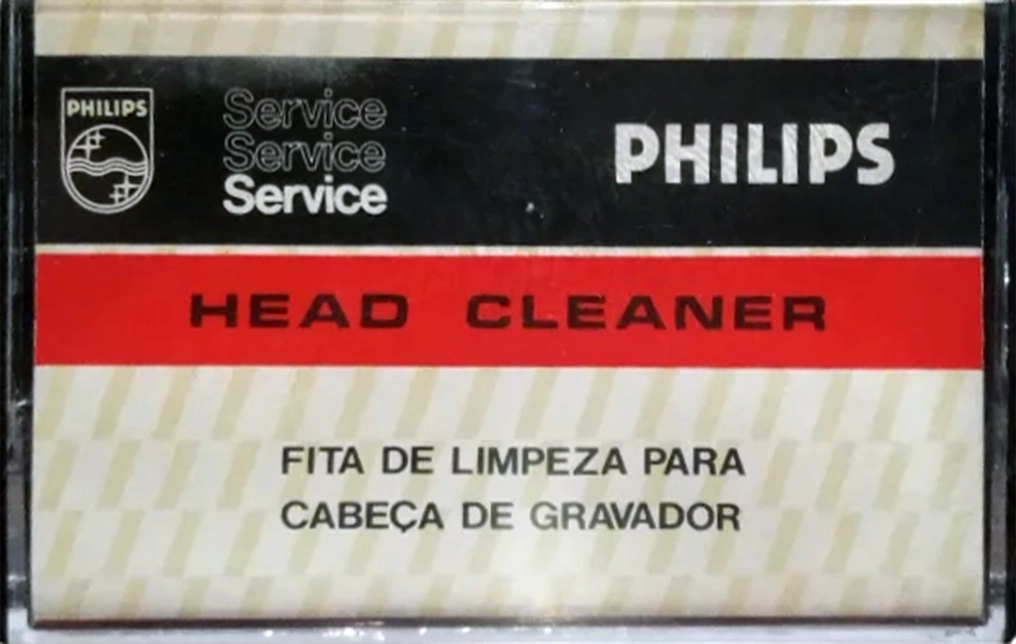 PHILIPS
Service
Service
Service
PHILIPS
HEAD CLEANER
FITA DE LIMPEZA PARA
CABEÇA DE GRAVADOR